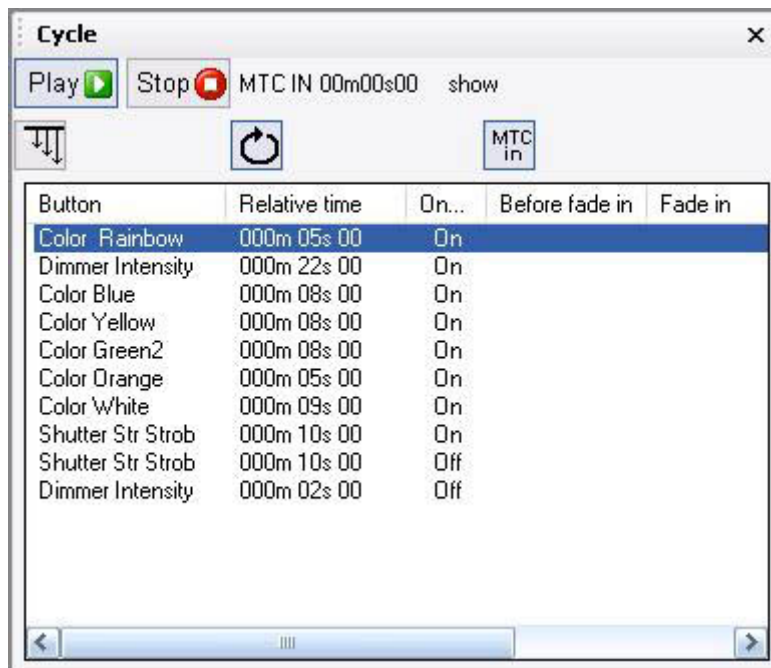 Cycle
Play Stop MTC IN 00m00s00 show
MTC in
Button Relative time On... Before fade in Fade in
Color Rainbow 000m 05s 00 On
Dimmer Intensity 000m 22s 00 On
Color Blue 000m 08s 00 On
Color Yellow 000m 08s 00 On
Color Green2 000m 08s 00 On
Color Orange 000m 05s 00 On
Color White 000m 09s 00 On
Shutter Str Strob 000m 10s 00 On
Shutter Str Strob 000m 10s 00 Off
Dimmer Intensity 000m 02s 00 Off